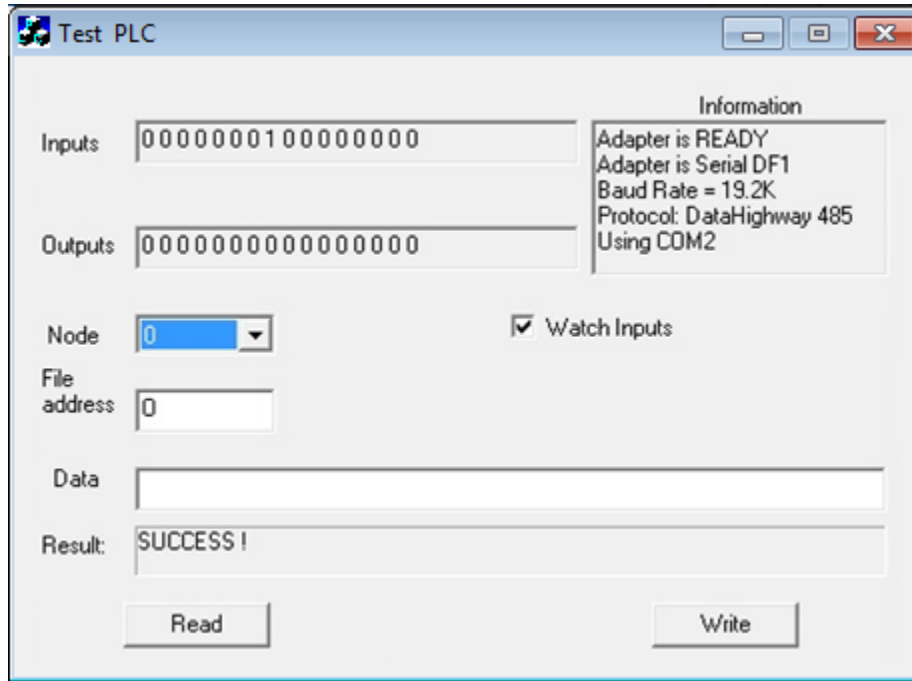 Test PLC
Information
Inputs 0000000100000000
Adapter is READY
Adapter is Serial DF1
Baud Rate = 19.2K
Protocol: DataHighway 485
Using COM2
Outputs 0000000000000000
Node 0
Watch Inputs
File
address 0
Data
Result: SUCCESS !
Read Write